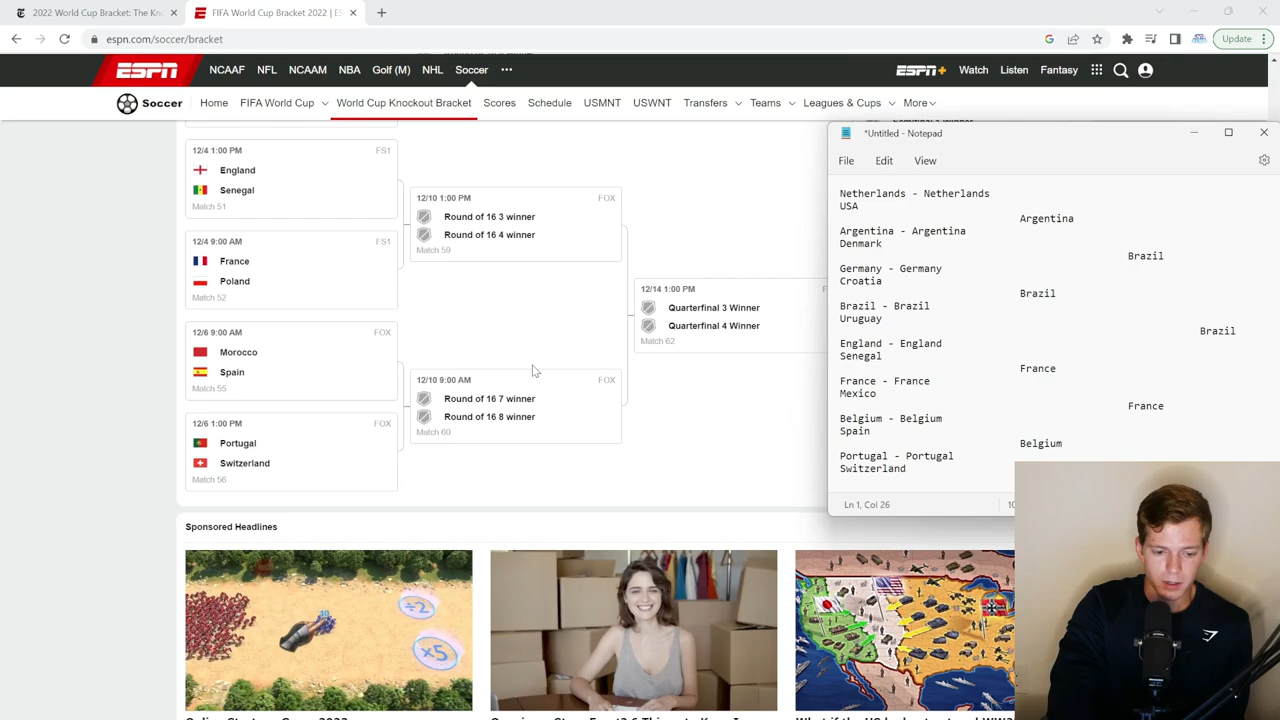 2022 World Cup Bracket: The Kn
FIFA World Cup Bracket 2022 | ES
espn.com/soccer/bracket
Update
ESPN
NCAAF
NFL
NCAAM
NBA
Golf (M)
NHL
Soccer
ESPN+
Watch
Listen
Fantasy
Soccer
Home
FIFA World Cup
World Cup Knockout Bracket
Scores
Schedule
USMNT
USWNT
Transfers
Teams
Leagues & Cups
More
12/4 1:00 PM
FS1
England
Senegal
Match 51
12/4 9:00 AM
FS1
France
Poland
Match 52
12/6 9:00 AM
FOX
Morocco
Spain
Match 55
12/6 1:00 PM
FOX
Portugal
Switzerland
Match 56
12/10 1:00 PM
FOX
Round of 16 3 winner
Round of 16 4 winner
Match 59
12/10 9:00 AM
FOX
Round of 16 7 winner
Round of 16 8 winner
Match 60
12/14 1:00 PM
Quarterfinal 3 Winner
Quarterfinal 4 Winner
Match 62
*Untitled - Notepad
File
Edit
View
Netherlands - Netherlands
USA
Argentina
Argentina - Argentina
Denmark
Brazil
Germany - Germany
Croatia
Brazil
Brazil - Brazil
Uruguay
Brazil
England - England
Senegal
France
France - France
Mexico
France
Belgium - Belgium
Spain
Belgium
Portugal - Portugal
Switzerland
Ln 1, Col 26
10
Sponsored Headlines
÷2
x5